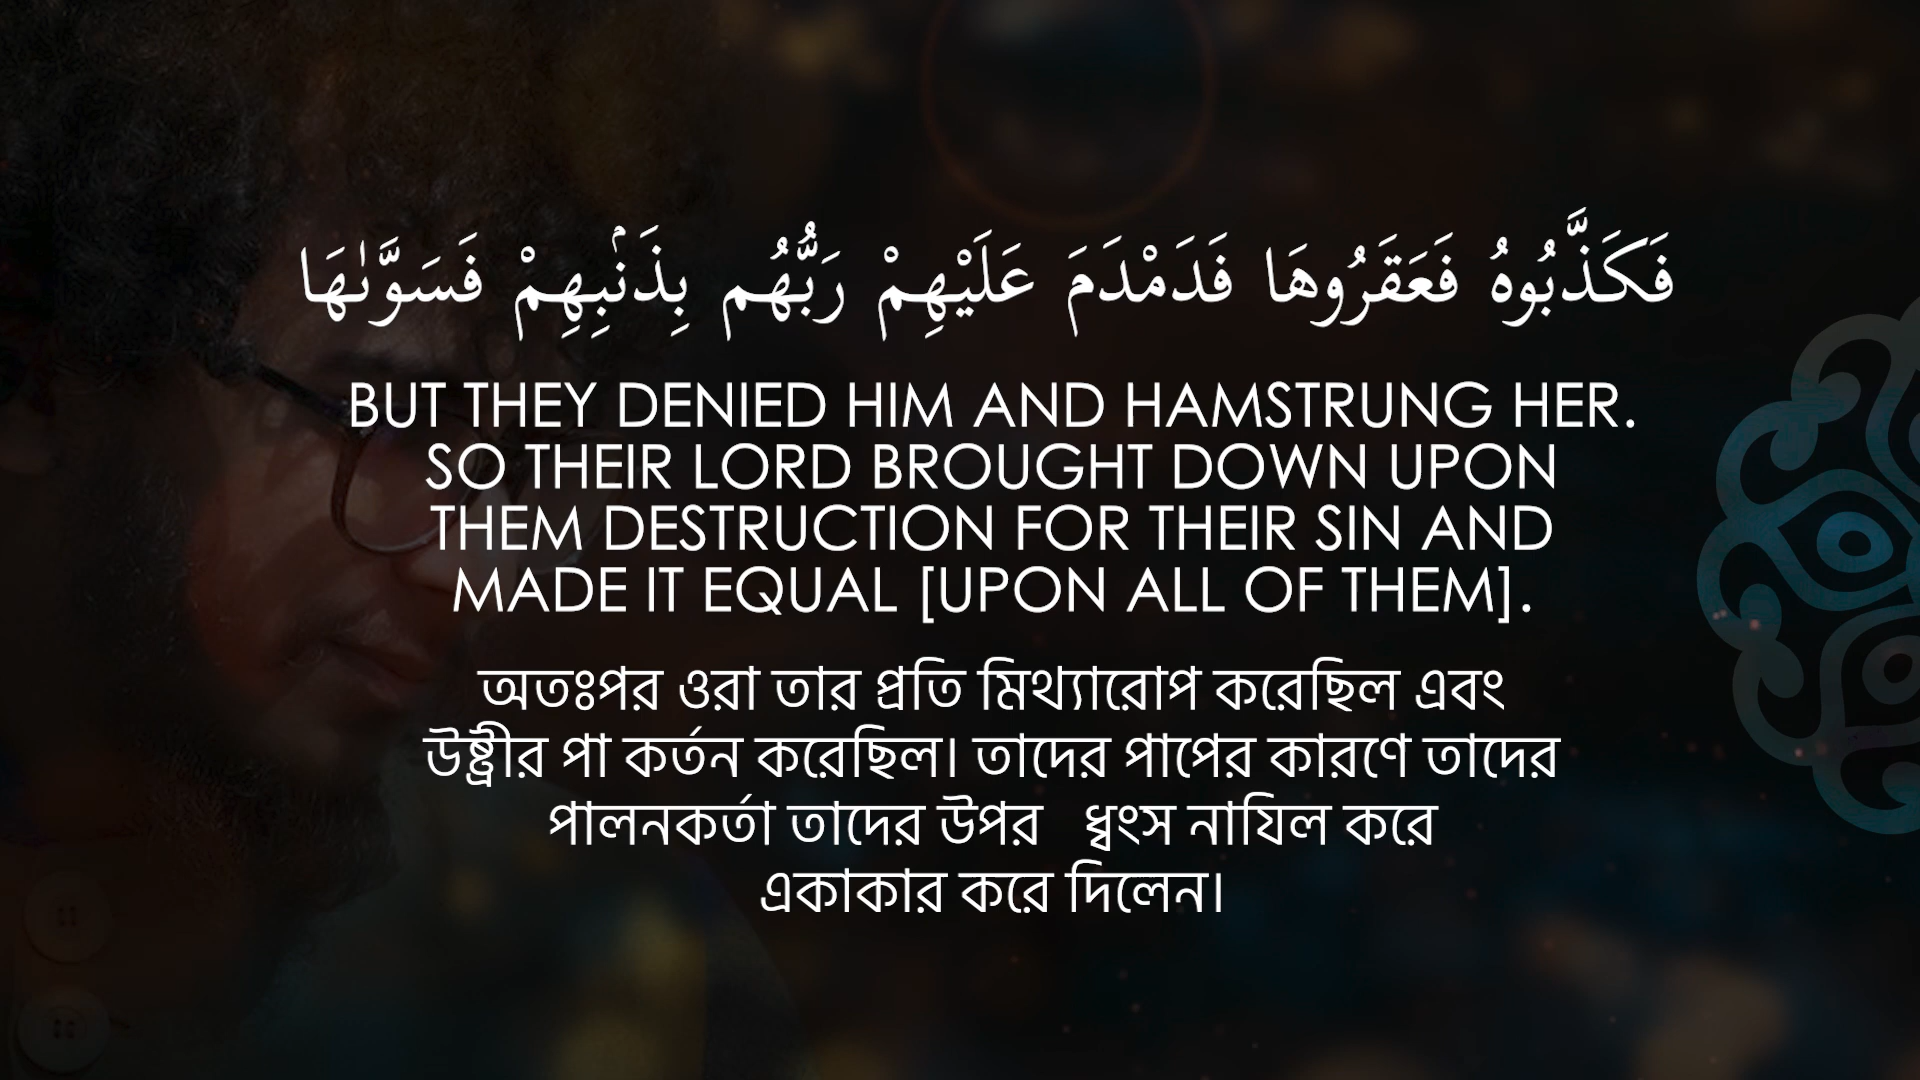 فَكَذَّبُوهُ فَعَقَرُوهَا فَدَمْدَمَ عَلَيْهِمْ رَبُّهُم بِذَنۢبِهِمْ فَسَوَّىٰهَا
BUT THEY DENIED HIM AND HAMSTRUNG HER.
SO THEIR LORD BROUGHT DOWN UPON
THEM DESTRUCTION FOR THEIR SIN AND
MADE IT EQUAL [UPON ALL OF THEM].
অতঃপর ওরা তার প্রতি মিথ্যারোপ করেছিল এবং
উষ্ট্রীর পা কর্তন করেছিল। তাদের পাপের কারণে তাদের
পালনকর্তা তাদের উপর ধ্বংস নাযিল করে
একাকার করে দিলেন।